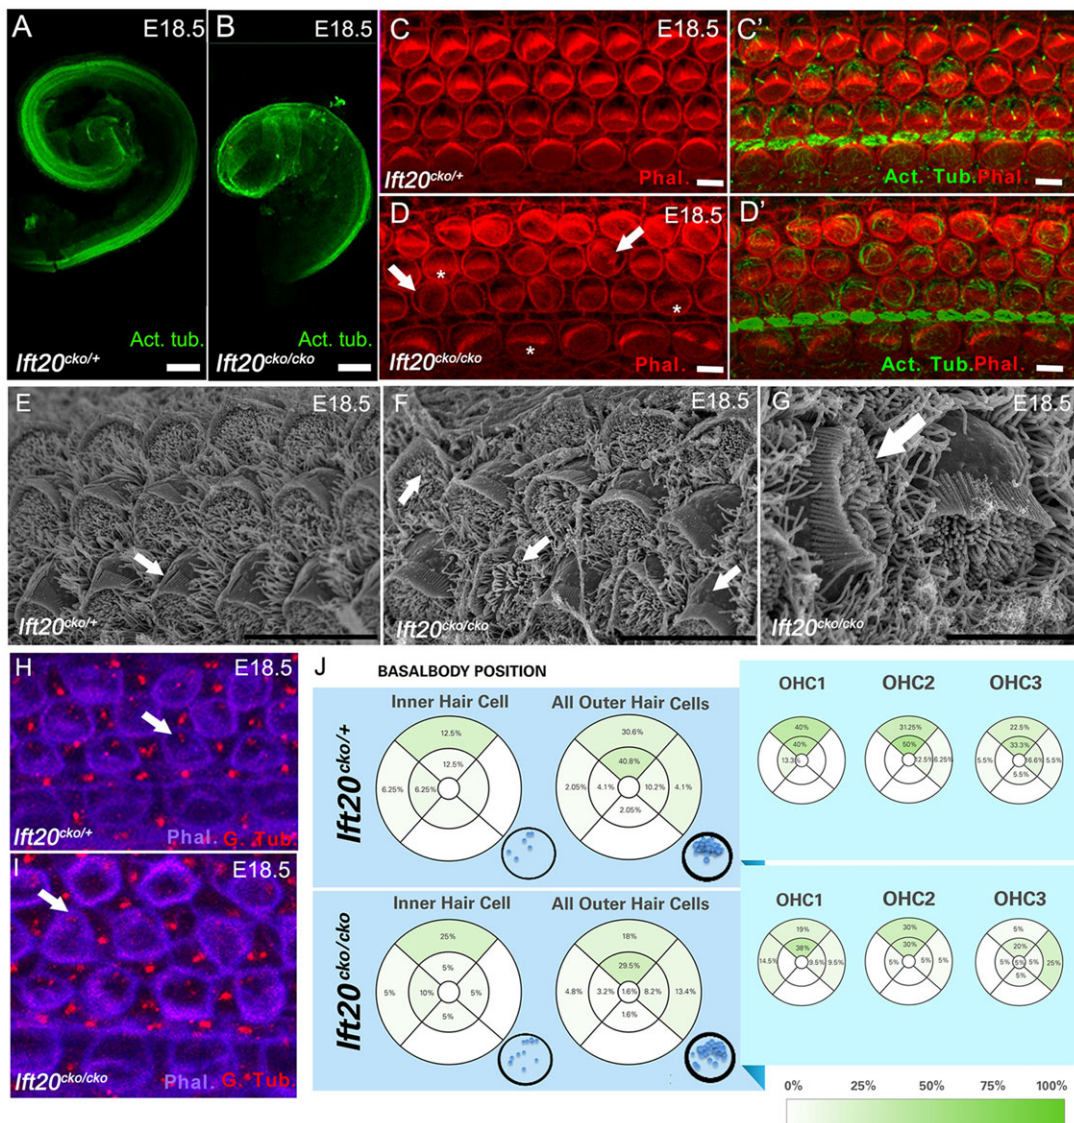 A E18.5
B E18.5
C E18.5
C'
Ift20cko/+ Phal.
Act. Tub.Phal.
D E18.5
D'
*
*
*
Act. tub.
Ift20cko/+
Act. tub.
Ift20cko/cko
Ift20cko/cko Phal.
Act. Tub.Phal.
E E18.5
Ift20cko/+
F E18.5
Ift20cko/cko
G E18.5
Ift20cko/cko
H E18.5
Ift20cko/+ Phal. G. Tub.
I E18.5
Ift20cko/cko Phal. G. Tub.
J BASALBODY POSITION
Ift20cko/+
Inner Hair Cell
12.5%
12.5%
6.25% 6.25%
All Outer Hair Cells
30.6%
40.8%
2.05% 4.1% 10.2% 4.1%
2.05%
OHC1
40%
40%
13.3%
OHC2
31.25%
50%
12.5% 6.25%
OHC3
22.5%
33.3%
5.5% 16.6% 5.5%
5.5%
Ift20cko/cko
Inner Hair Cell
25%
5%
5% 10% 5%
5%
All Outer Hair Cells
18%
29.5%
4.8% 3.2% 1.6% 8.2% 13.4%
1.6%
OHC1
19%
38%
14.5% 9.5% 9.5%
OHC2
30%
30%
5% 5% 5%
OHC3
5%
20%
5% 5% 5% 25%
5%
0% 25% 50% 75% 100%